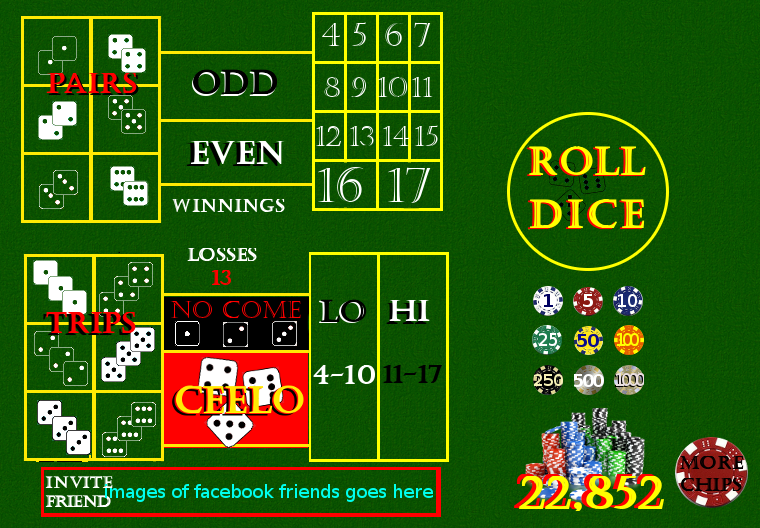 PAIRS
ODD
EVEN
WINNINGS
4 5 6 7
8 9 10 11
12 13 14 15
16 17
ROLL
DICE
LOSSES
13
TRIPS
NO COME
CEELO
LO HI
4-10 11-17
1 5 10
25 50 100
250 500 1000
22,852
MORE
CHIPS
INVITE
FRIEND
images of facebook friends goes here